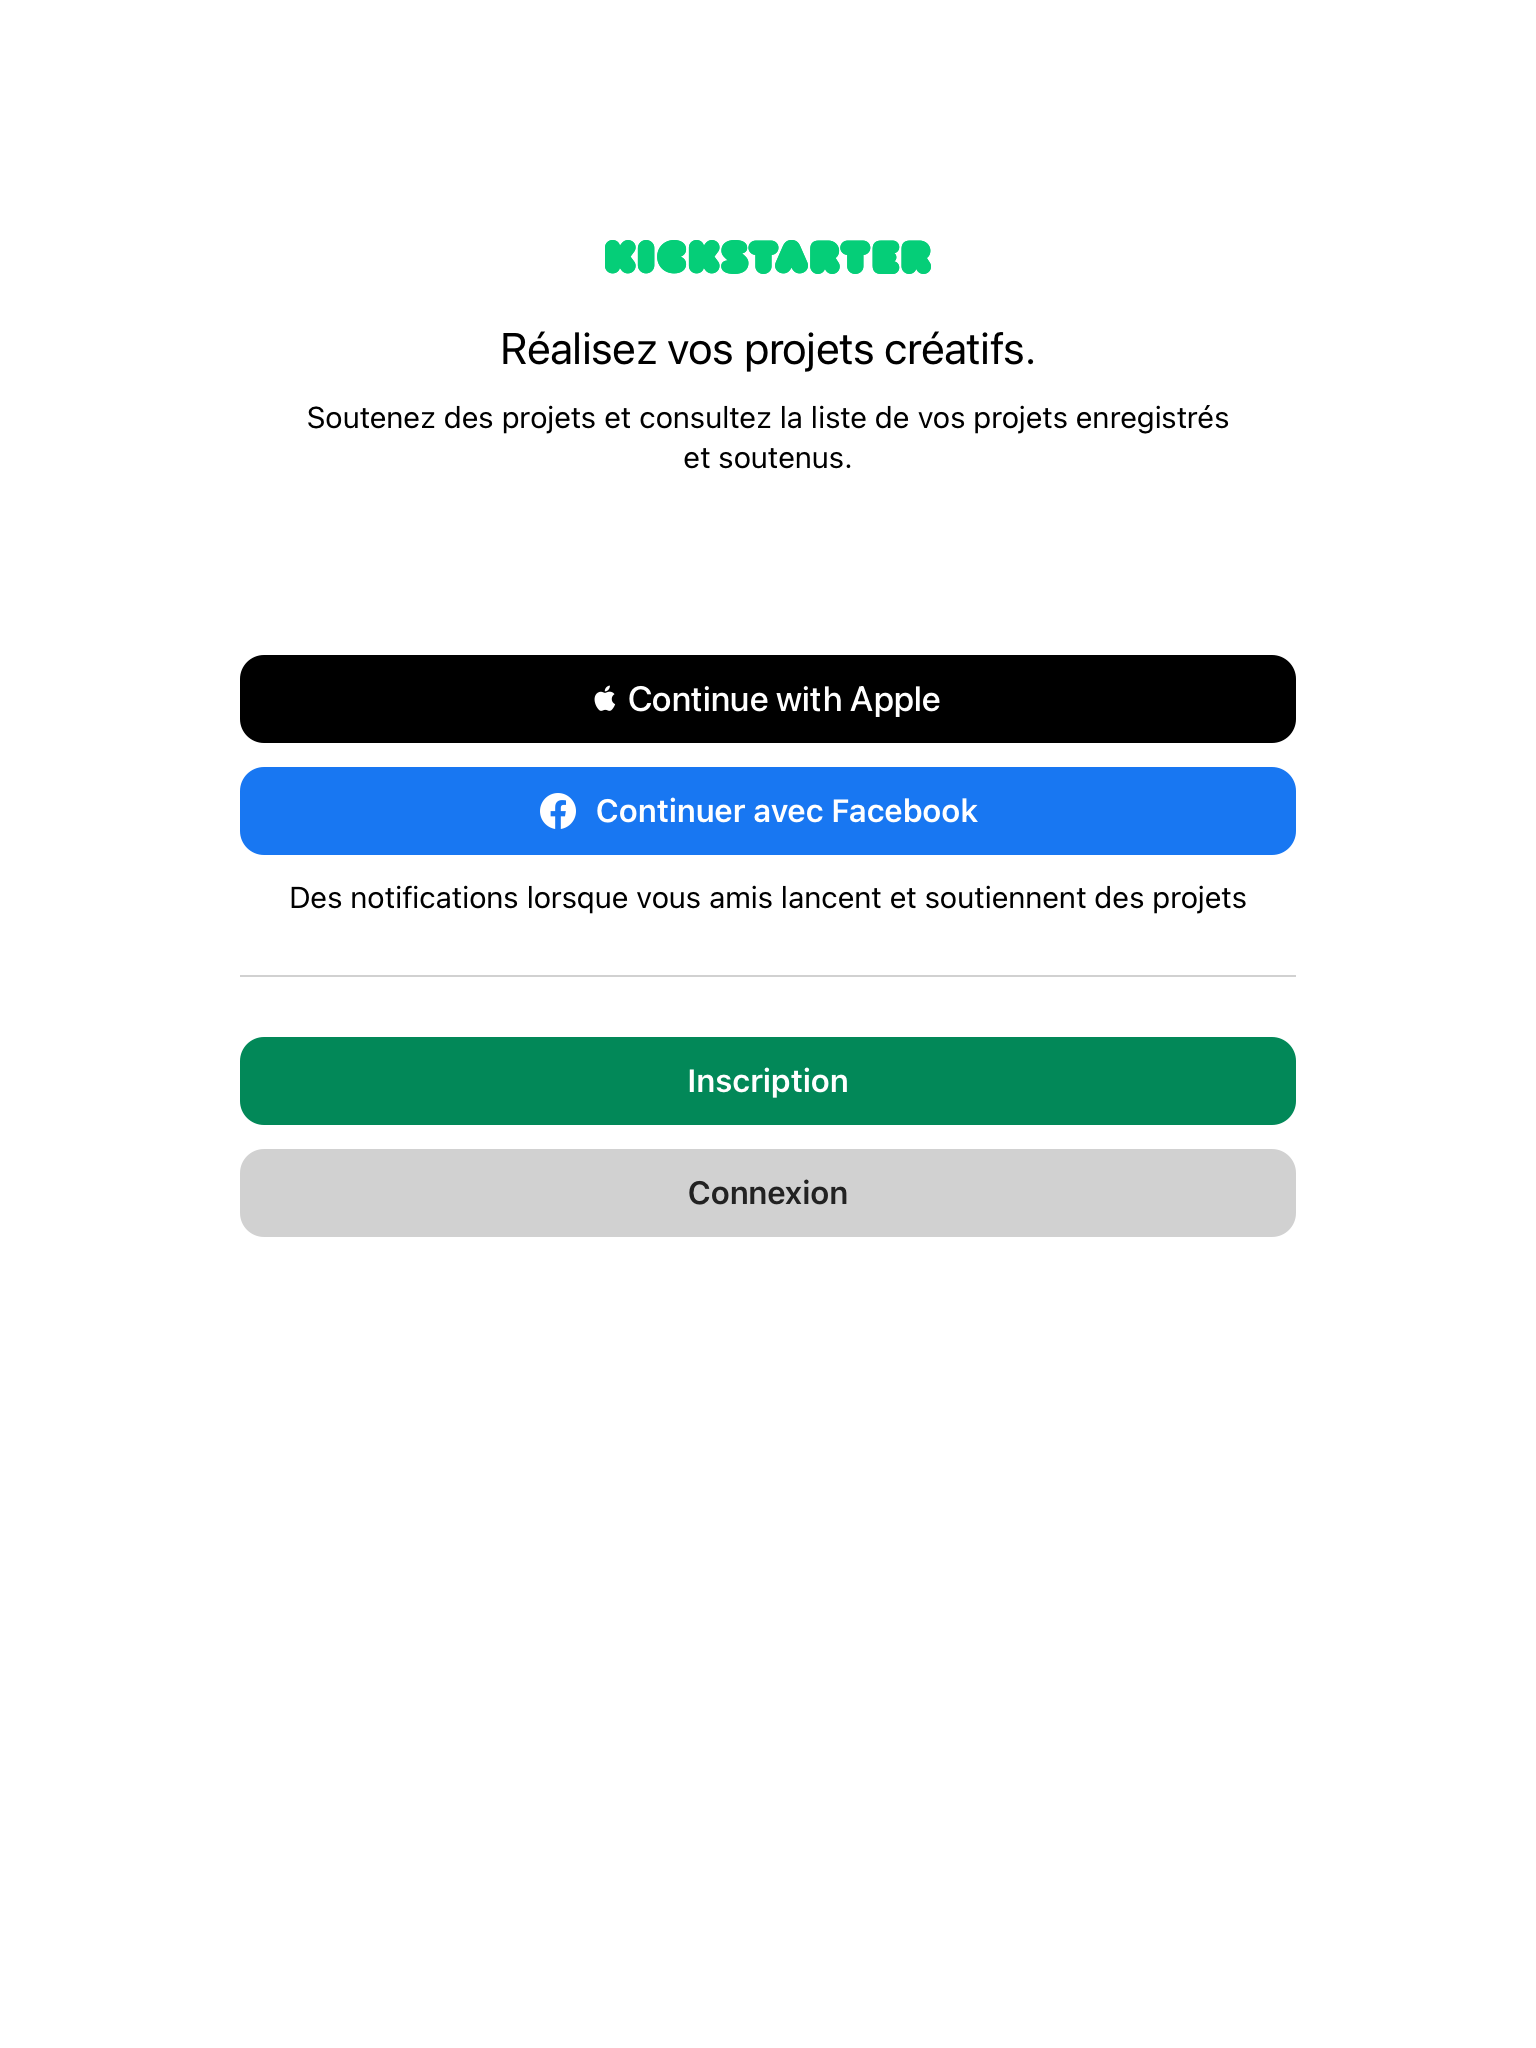 KICKSTARTER
Réalisez vos projets créatifs.
Soutenez des projets et consultez la liste de vos projets enregistrés
et soutenus.
Continue with Apple
Continuer avec Facebook
Des notifications lorsque vous amis lancent et soutiennent des projets
Inscription
Connexion